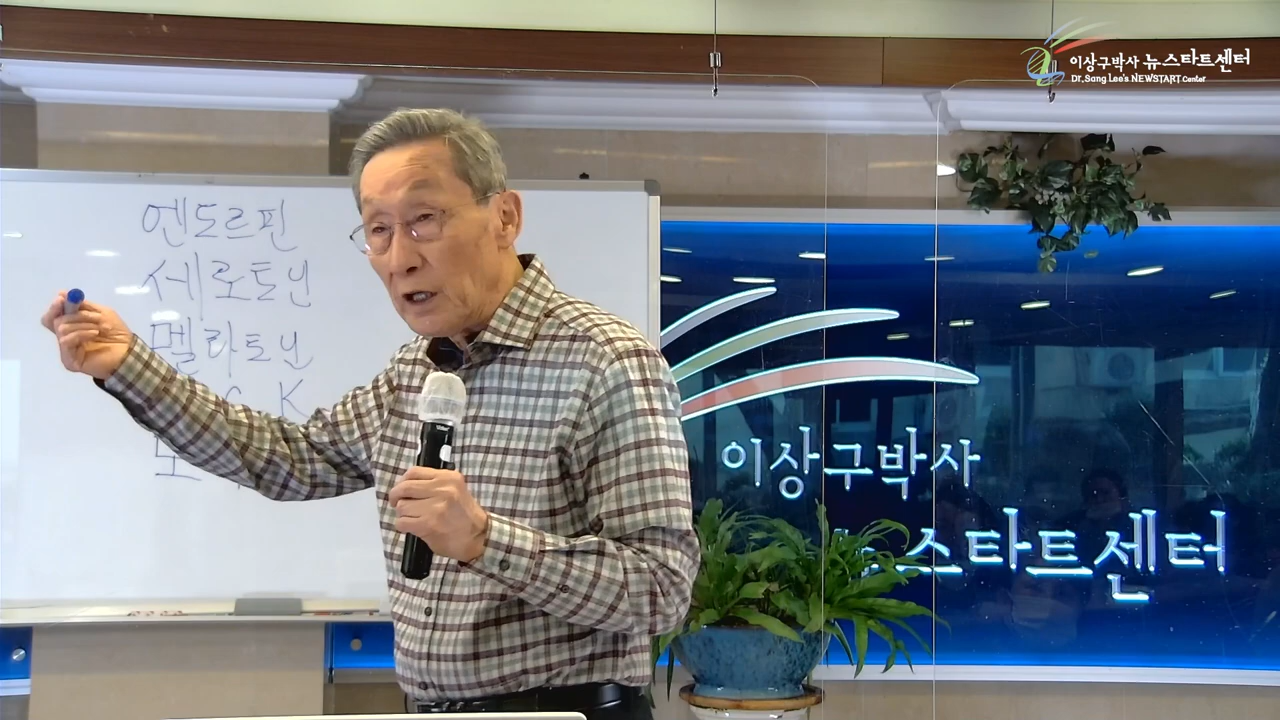 이상구박사 뉴스타트센터
Dr. Sang Lee's NEWSTART Center
엔도르핀
세로토닌
멜라토닌
C K
이상구박사
스타트센터